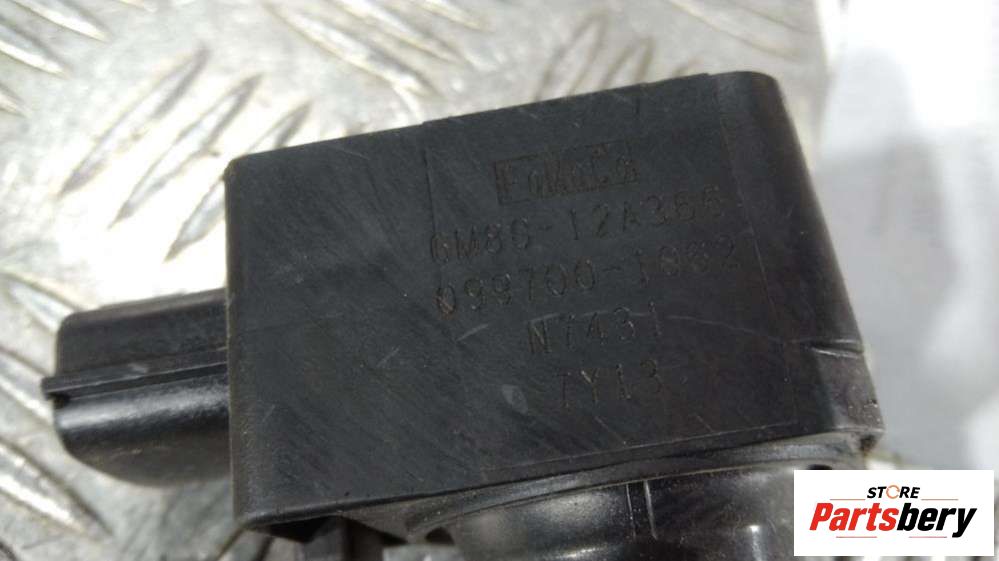 FoMoCo
6M8G-12A366
099700-1062
N7431
7Y13
STORE
Partsbery